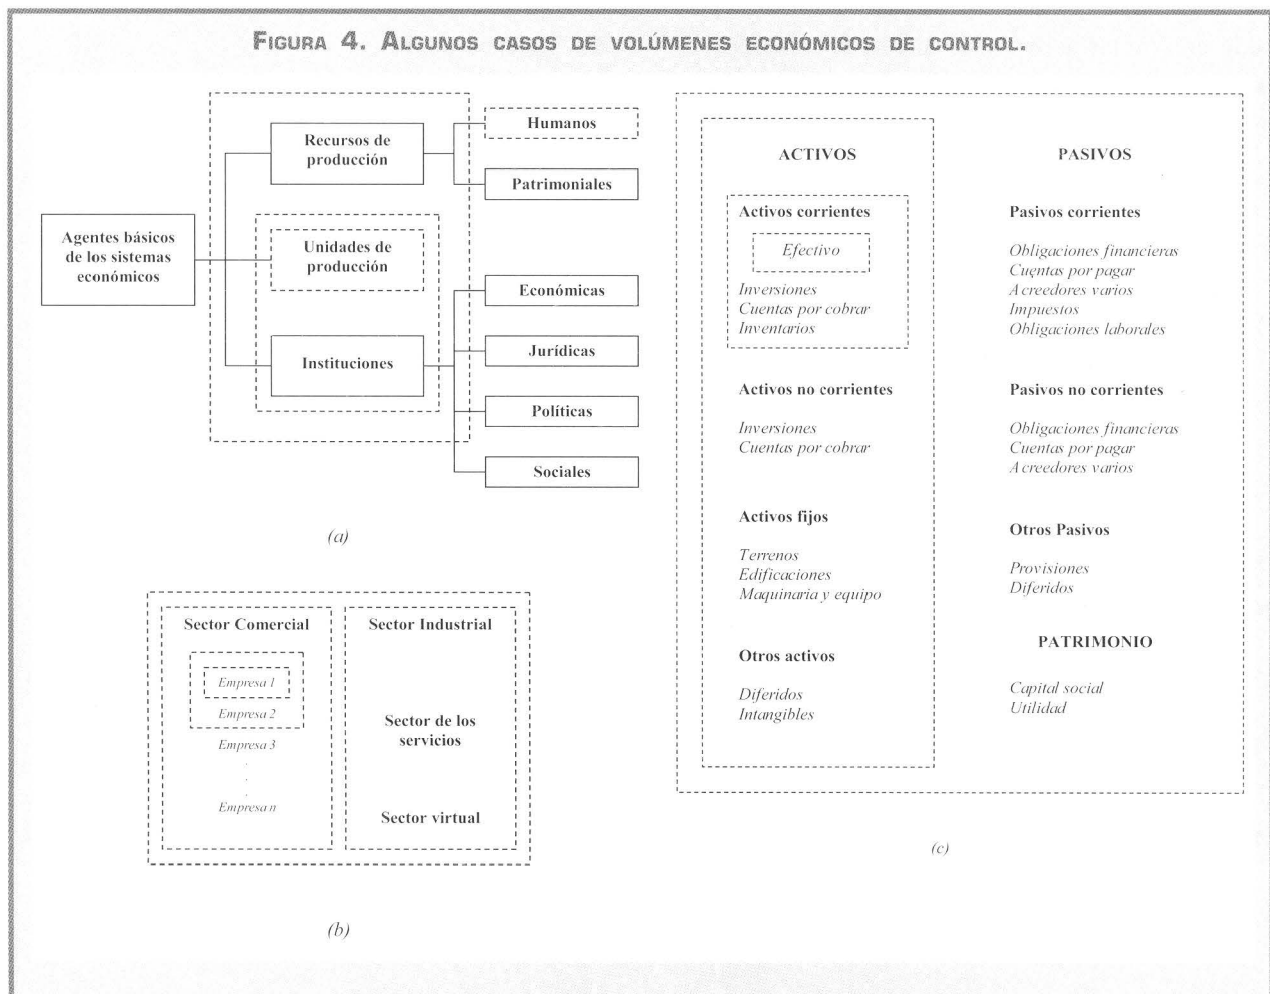 FIGURA 4. ALGUNOS CASOS DE VOLÚMENES ECONÓMICOS DE CONTROL.
Agentes básicos
de los sistemas
económicos
Recursos de
producción
Unidades de
producción
Instituciones
Humanos
Patrimoniales
Económicas
Jurídicas
Políticas
Sociales
(a)
Sector Comercial
Empresa 1
Empresa 2
Empresa 3
.
.
.
Empresa n
Sector Industrial
Sector de los
servicios
Sector virtual
(b)
ACTIVOS
Activos corrientes
Efectivo
Inversiones
Cuentas por cobrar
Inventarios
Activos no corrientes
Inversiones
Cuentas por cobrar
Activos fijos
Terrenos
Edificaciones
Maquinaria y equipo
Otros activos
Diferidos
Intangibles
PASIVOS
Pasivos corrientes
Obligaciones financieras
Cuentas por pagar
Acreedores varios
Impuestos
Obligaciones laborales
Pasivos no corrientes
Obligaciones financieras
Cuentas por pagar
Acreedores varios
Otros Pasivos
Provisiones
Diferidos
PATRIMONIO
Capital social
Utilidad
(c)